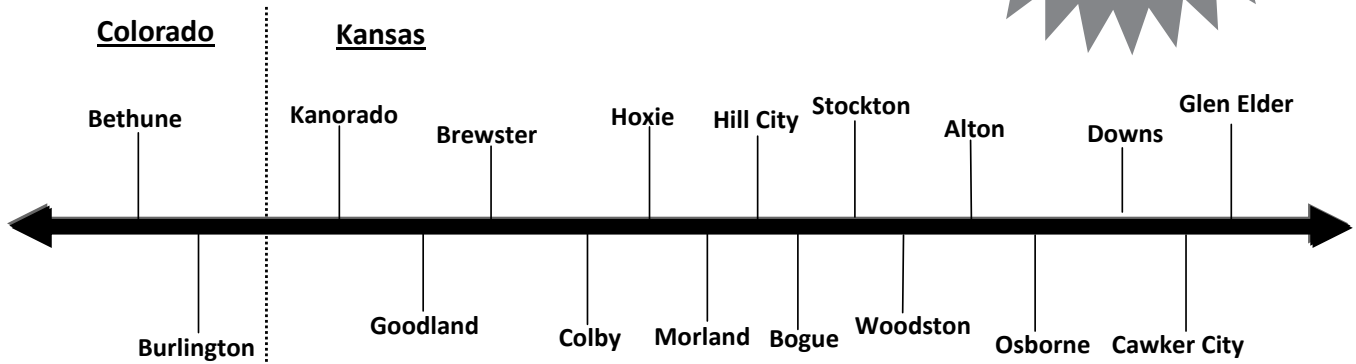 Colorado
Kansas
Bethune
Kanorado
Brewster
Hoxie
Hill City
Stockton
Alton
Downs
Glen Elder
Burlington
Goodland
Colby
Morland
Bogue
Woodston
Osborne
Cawker City